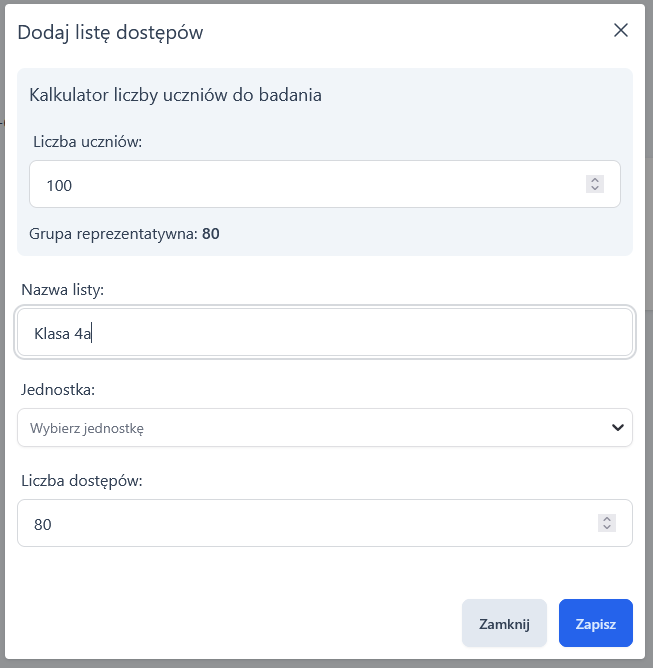 Dodaj listę dostępów
Kalkulator liczby uczniów do badania
Liczba uczniów:
100
Grupa reprezentatywna: 80
Nazwa listy:
Klasa 4a
Jednostka:
Wybierz jednostkę
Liczba dostępów:
80
Zamknij Zapisz